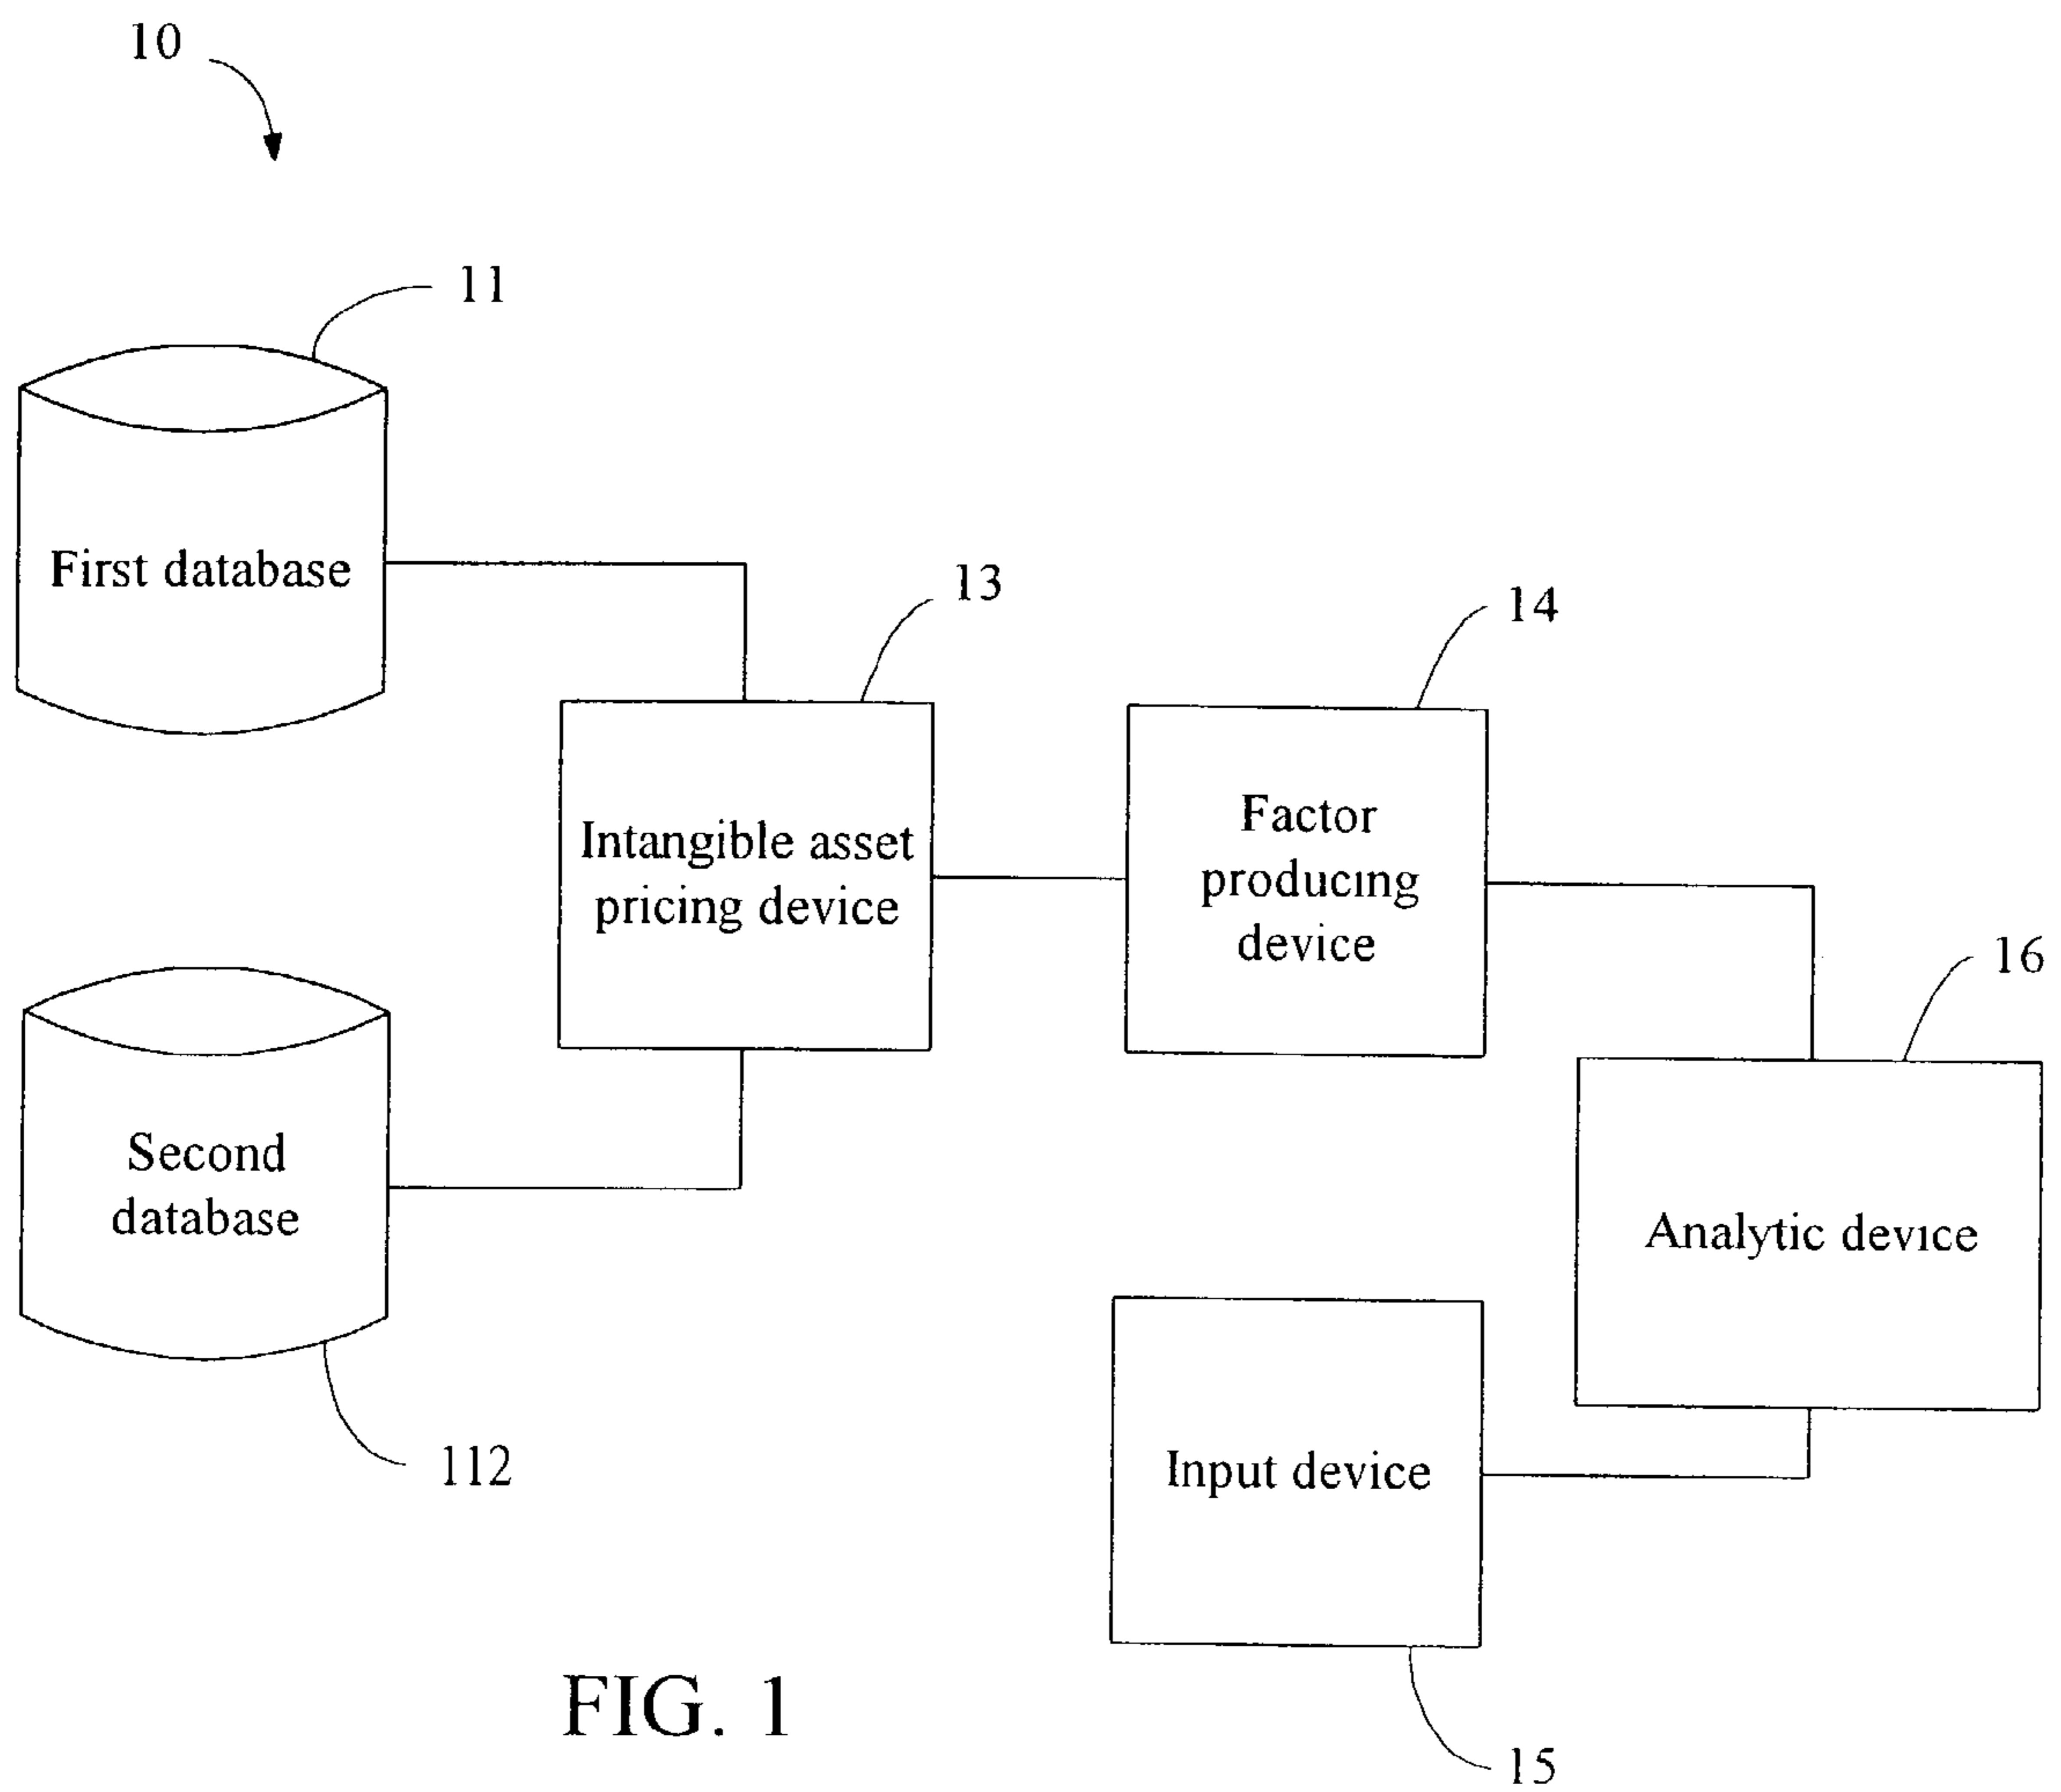 10
11
First database
13
14
Intangible asset
pricing device
Factor
producing
device
16
Second
database
Analytic device
112
Input device
FIG. 1
15